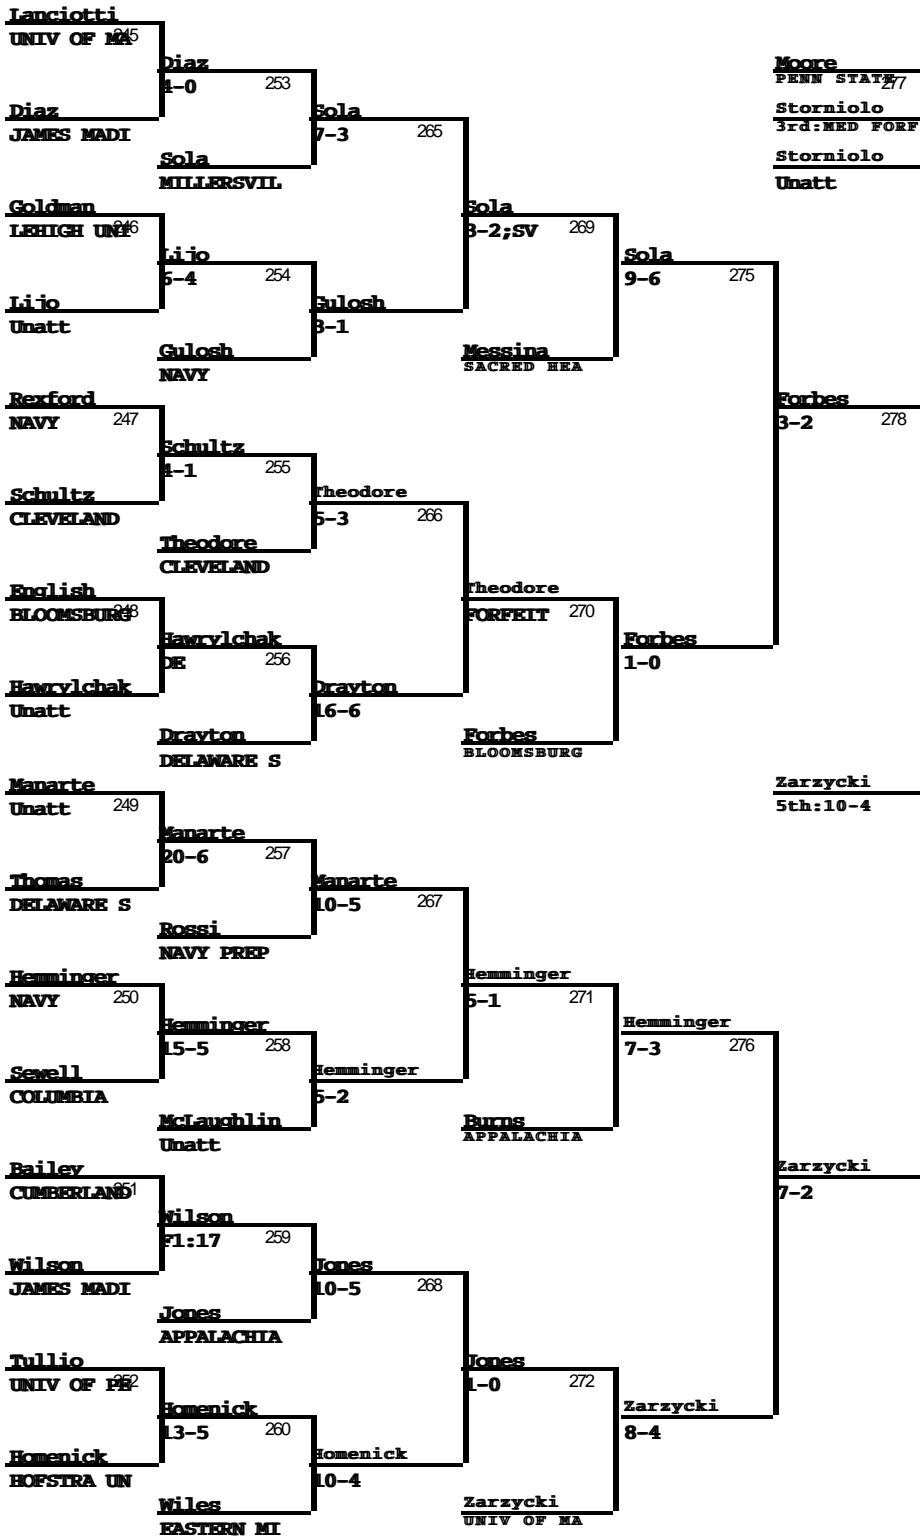 Lanciotti
UNIV OF MA 245
Diaz
4-0 253
Diaz
JAMES MADI
Sola
7-3 265
Sola
MILLERSVIL
Goldman
LEHIGH UNI 246
Lijo
6-4 254
Lijo
Unatt
Gulosh
3-1
Gulosh
NAVY
Sola
3-2;SV 269
Sola
9-6 275
Messina
SACRED HEA
Rexford
NAVY 247
Schultz
4-1 255
Schultz
CLEVELAND
Theodore
5-3 266
Theodore
CLEVELAND
English
BLOOMSBURG 248
Hawrylchak
DE 256
Hawrylchak
Unatt
Drayton
16-6
Drayton
DELAWARE S
Theodore
FORFEIT 270
Forbes
1-0
Forbes
BLOOMSBURG
Forbes
3-2 278
Moore
PENN STATE 277
Storniolo
3rd:MED FORF
Storniolo
Unatt
Manarte
Unatt 249
Manarte
20-6 257
Thomas
DELAWARE S
Manarte
10-5 267
Rossi
NAVY PREP
Hemminger
NAVY 250
Hemminger
15-5 258
Sewell
COLUMBIA
Hemminger
5-2
McLaughlin
Unatt
Hemminger
5-1 271
Hemminger
7-3 276
Burns
APPALACHIA
Bailey
CUMBERLAND 251
Wilson
F1:17 259
Wilson
JAMES MADI
Jones
10-5 268
Jones
APPALACHIA
Tullio
UNIV OF PE 252
Homenick
13-5 260
Homenick
HOFSTRA UN
Homenick
10-4
Wiles
EASTERN MI
Jones
1-0 272
Zarzycki
8-4
Zarzycki
UNIV OF MA
Zarzycki
7-2
Zarzycki
5th:10-4